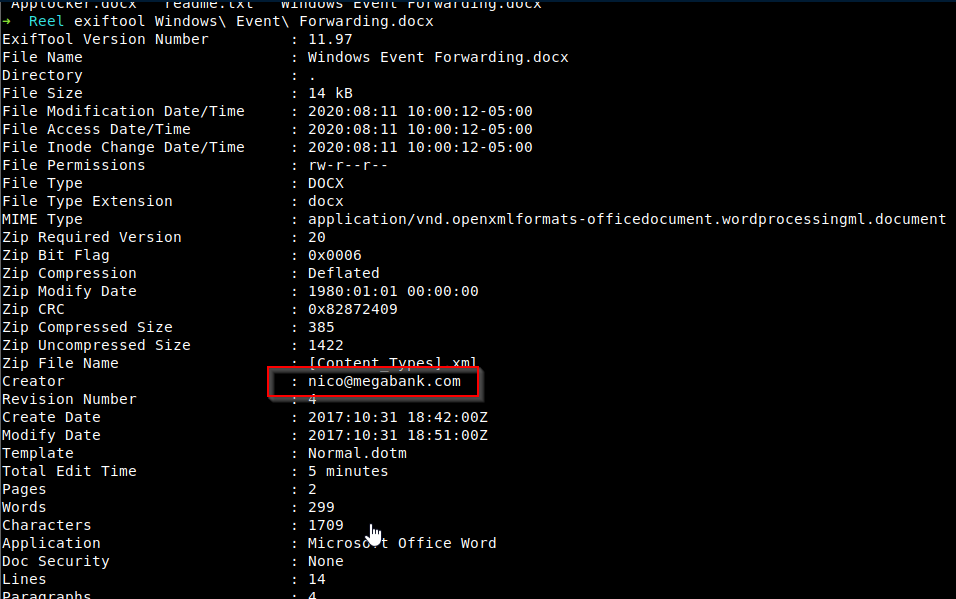 Applocker.docx   readme.txt   Windows Event Forwarding.docx
→  Reel exiftool Windows\ Event\ Forwarding.docx
ExifTool Version Number         : 11.97
File Name                       : Windows Event Forwarding.docx
Directory                       : .
File Size                       : 14 kB
File Modification Date/Time     : 2020:08:11 10:00:12-05:00
File Access Date/Time           : 2020:08:11 10:00:12-05:00
File Inode Change Date/Time     : 2020:08:11 10:00:12-05:00
File Permissions                : rw-r--r--
File Type                       : DOCX
File Type Extension             : docx
MIME Type                       : application/vnd.openxmlformats-officedocument.wordprocessingml.document
Zip Required Version            : 20
Zip Bit Flag                    : 0x0006
Zip Compression                 : Deflated
Zip Modify Date                 : 1980:01:01 00:00:00
Zip CRC                         : 0x82872409
Zip Compressed Size             : 385
Zip Uncompressed Size           : 1422
Zip File Name                   : [Content_Types].xml
Creator                         : nico@megabank.com
Revision Number                 : 4
Create Date                     : 2017:10:31 18:42:00Z
Modify Date                     : 2017:10:31 18:51:00Z
Template                        : Normal.dotm
Total Edit Time                 : 5 minutes
Pages                           : 2
Words                           : 299
Characters                      : 1709
Application                     : Microsoft Office Word
Doc Security                    : None
Lines                           : 14
Paragraphs                      : 4